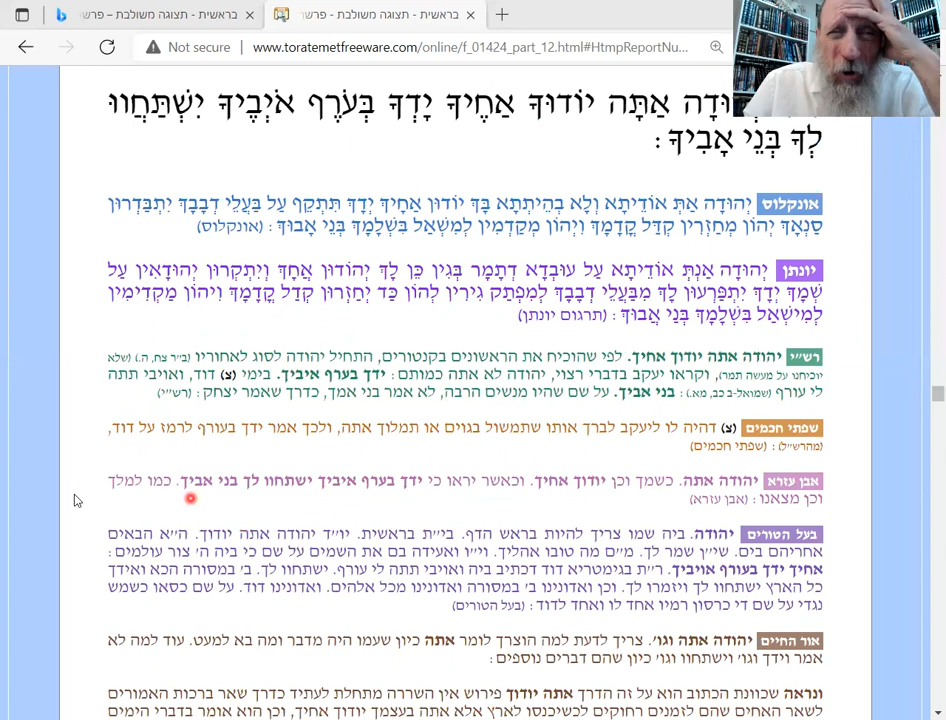 בראשית - תצוגה משולבת – פרשי
בראשית - תצוגה משולבת - פרשו
Not secure
www.toratemetfreeware.com/online/f_01424_part_12.html#HtmpReportNu...
אַתָּה יוֹדוּךָ אַחֶיךָ יָדְךָ בְּעֹרֶף אֹיְבֶיךָ יִשְׁתַּחֲווּ
לְךָ בְּנֵי אָבִיךָ :
אונקלוס יְהוּדָה אַתְּ אוֹדֵיתָא וְלָא בְהֵיתְתָּא בָּךְ יוֹדוּן אַחָיךְ יְדָךְ תִּתְקַף עַל בַּעֲלֵי דְבָבָךְ יִתְבַּדְּרוּן
סַנְאָךְ יְהוֹן מְחַזְּרִין קְדָל קֳדָמָךְ וִיהוֹן מְקַדְּמִין לְמִישְׁאַל בִּשְׁלָמָךְ בְּנֵי אָבוּךְ : (אונקלוס)
יונתן יְהוּדָה אַנְתְּ אוֹדֵיתָא עַל עוּבְדָא דְתָמָר בְּגִין כֵּן לָךְ יְהוֹדוּן אֲחָךְ וְיִתְקְרוּן יְהוּדָאִין עַל
שְׁמָךְ יְדָךְ יִתְפַּרְעוּן לָךְ מִבַּעֲלֵי דְבָבָךְ לְמִפְתַּק גִירִין לְהוֹן כַּד יַחְזְרוּן קְדַל קֳדָמָךְ וִיהוֹן מַקְדִּימִין
לְמִישְׁאַל בִּשְׁלָמָךְ בְּנֵי אֲבוּךְ : (תרגום יונתן)
רש״י יהודה אתה יודוך אחיך. לפי שהוכיח את הראשונים בקנטורים, התחיל יהודה לסוג לאחוריו (ב״ר צח, ה.) (שלא
יוכיחנו על מעשה תמר), וקראו יעקב בדברי רצוי, יהודה לא אתה כמותם : ידך בערף איביך. בימי (צ) דוד, ואויבי תתה
לי עורף (שמואל-ב כב, מא.) : בני אביך. על שם שהיו מנשים הרבה, לא אמר בני אמך, כדרך שאמר יצחק : (רש״י)
שפתי חכמים (צ) דהיה לו ליעקב לברך אותו שתמשול בגוים או תמלוך אתה, ולכך אמר ידך בעורף לרמז על דוד,
(מהרש״ל) : (שפתי חכמים)
אבן עזרא יהודה אתה. כשמך וכן יודוך אחיך. וכאשר יראו כי ידך בערף איביך ישתחוו לך בני אביך. כמו למלך
וכן מצאנו : (אבן עזרא)
בעל הטורים יהודה. ביה שמו צריך להיות בראש הדף. בי״ת בראשית. יו״ד יהודה אתה יודוך. ה״א הבאים
אחריהם בים. שי״ן שמר לך. מ״ם מה טובו אהליך. וי״ו ואעידה בם את השמים על שם כי ביה ה׳ צור עולמים :
אחיך ידך בעורף אויביך. ר״ת בגימטריא דוד דכתיב ביה ואויבי תתה לי עורף. ישתחוו לך. ב׳ במסורה הכא ואידך
כל הארץ ישתחוו לך ויזמרו לך. וכן ואדונינו ב׳ במסורה ואדונינו מכל אלהים. ואדונינו דוד. על שם כסאו כשמש
נגדי על שם די כרסון רמיו אחד לו ואחד לדוד : (בעל הטורים)
אור החיים יהודה אתה וגו׳. צריך לדעת למה הוצרך לומר אתה כיון שעמו היה מדבר ומה בא למעט. עוד למה לא
אמר וידך וגו׳ וישתחוו וגו׳ כיון שהם דברים נוספים :
ונראה שכוונת הכתוב הוא על זה הדרך אתה יודוך פירוש אין השררה מתחלת לעתיד כדרך שאר ברכות האמורים
לשאר האחים שהם לזמנים רחוקים לכשיכנסו לארץ אלא אתה בעצמך יודוך אחיך, וכן הוא אומר בדברי הימים